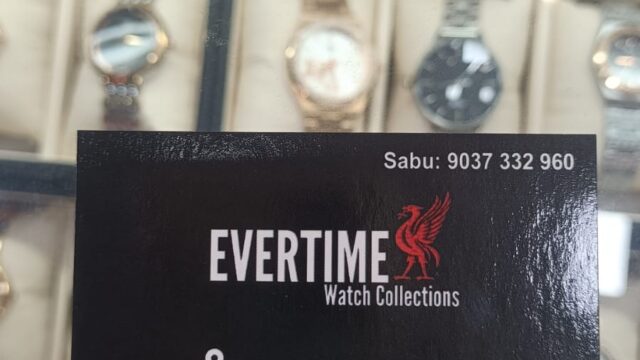 Sabu: 9037 332 960
EVERTIME
Watch Collections